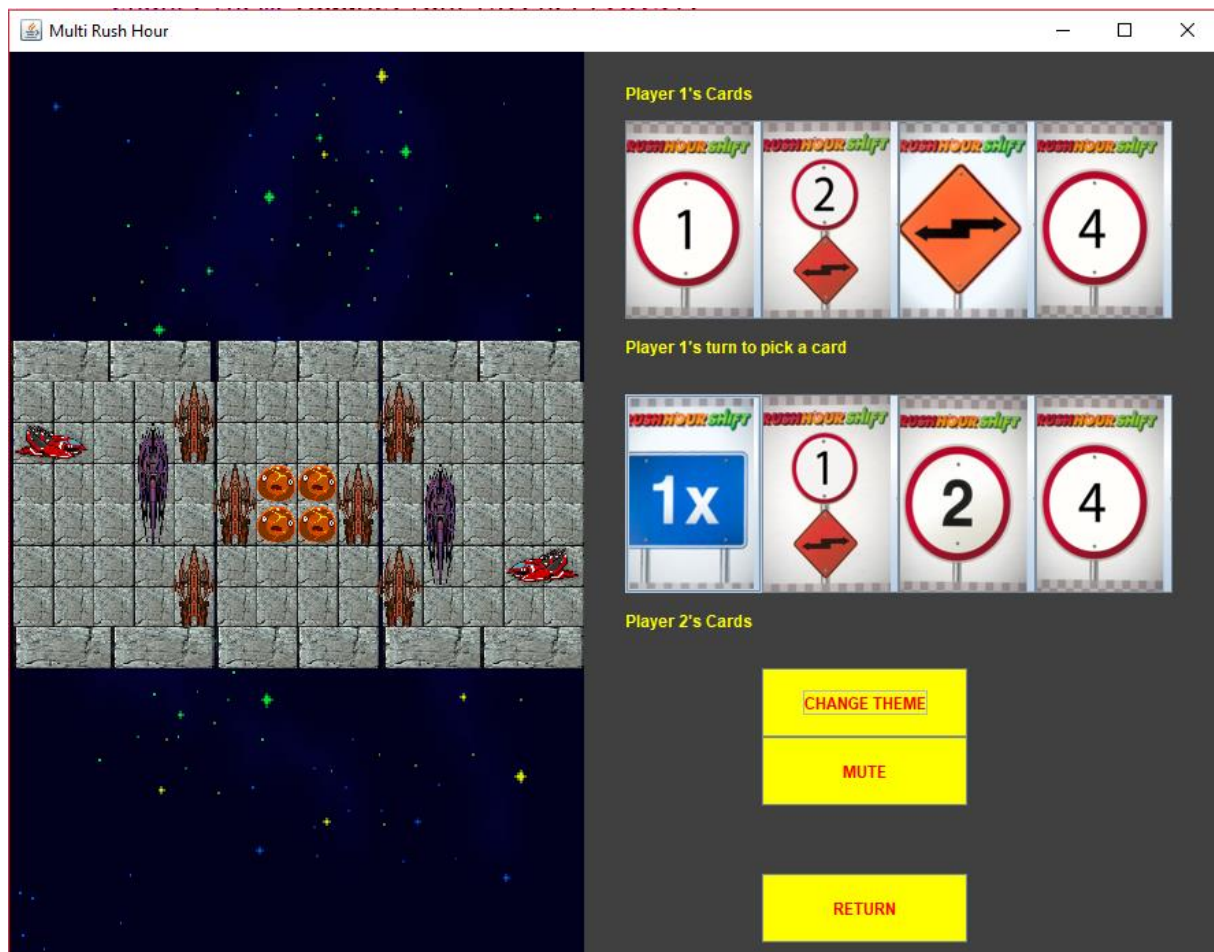 Multi Rush Hour
Player 1's Cards
RUSH HOUR SHIFT RUSH HOUR SHIFT RUSH HOUR SHIFT RUSH HOUR SHIFT
1 2 4
Player 1's turn to pick a card
RUSH HOUR SHIFT RUSH HOUR SHIFT RUSH HOUR SHIFT RUSH HOUR SHIFT
1x 1 2 4
Player 2's Cards
CHANGE THEME
MUTE
RETURN